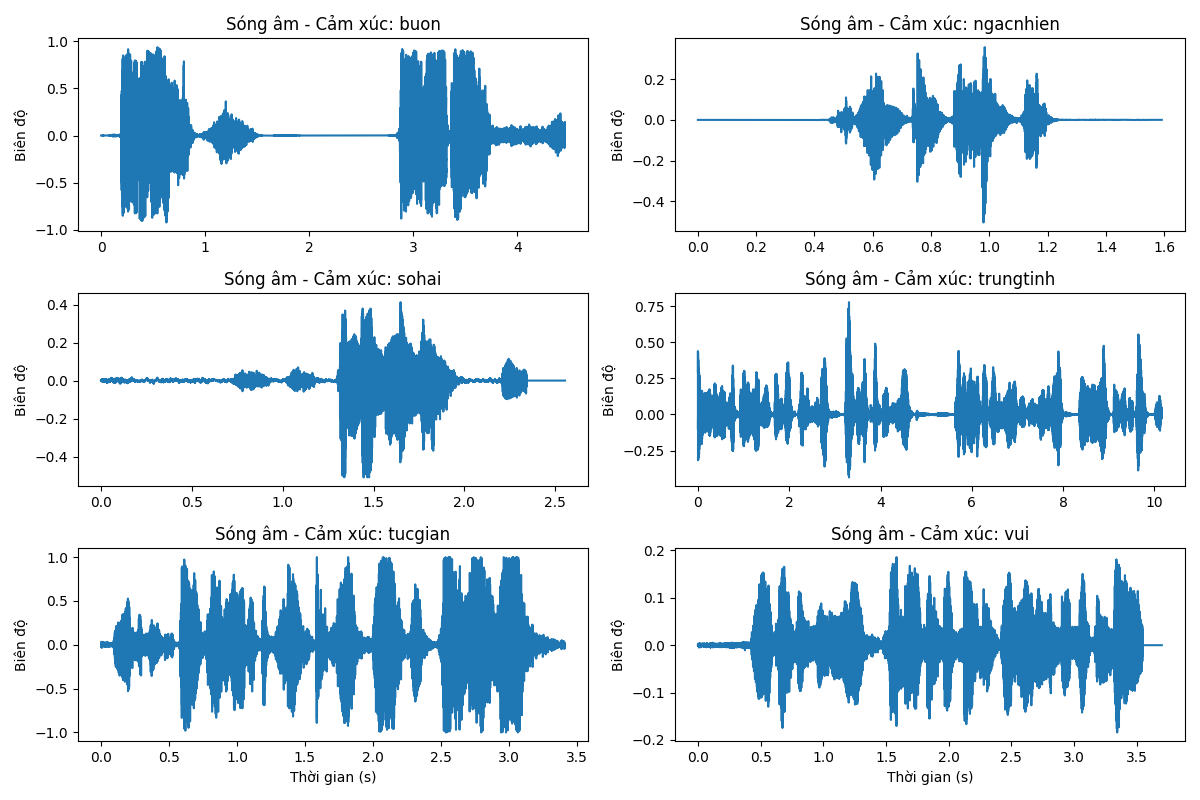 Sóng âm - Cảm xúc: buon
Biên độ
1.0
0.5
0.0
−0.5
−1.0
0 1 2 3 4
Sóng âm - Cảm xúc: ngacnhien
Biên độ
0.2
0.0
−0.2
−0.4
0.0 0.2 0.4 0.6 0.8 1.0 1.2 1.4 1.6
Sóng âm - Cảm xúc: sohai
Biên độ
0.4
0.2
0.0
−0.2
−0.4
0.0 0.5 1.0 1.5 2.0 2.5
Sóng âm - Cảm xúc: trungtinh
Biên độ
0.75
0.50
0.25
0.00
−0.25
0 2 4 6 8 10
Sóng âm - Cảm xúc: tucgian
Biên độ
1.0
0.5
0.0
−0.5
−1.0
0.0 0.5 1.0 1.5 2.0 2.5 3.0 3.5
Thời gian (s)
Sóng âm - Cảm xúc: vui
Biên độ
0.2
0.1
0.0
−0.1
−0.2
0.0 0.5 1.0 1.5 2.0 2.5 3.0 3.5
Thời gian (s)